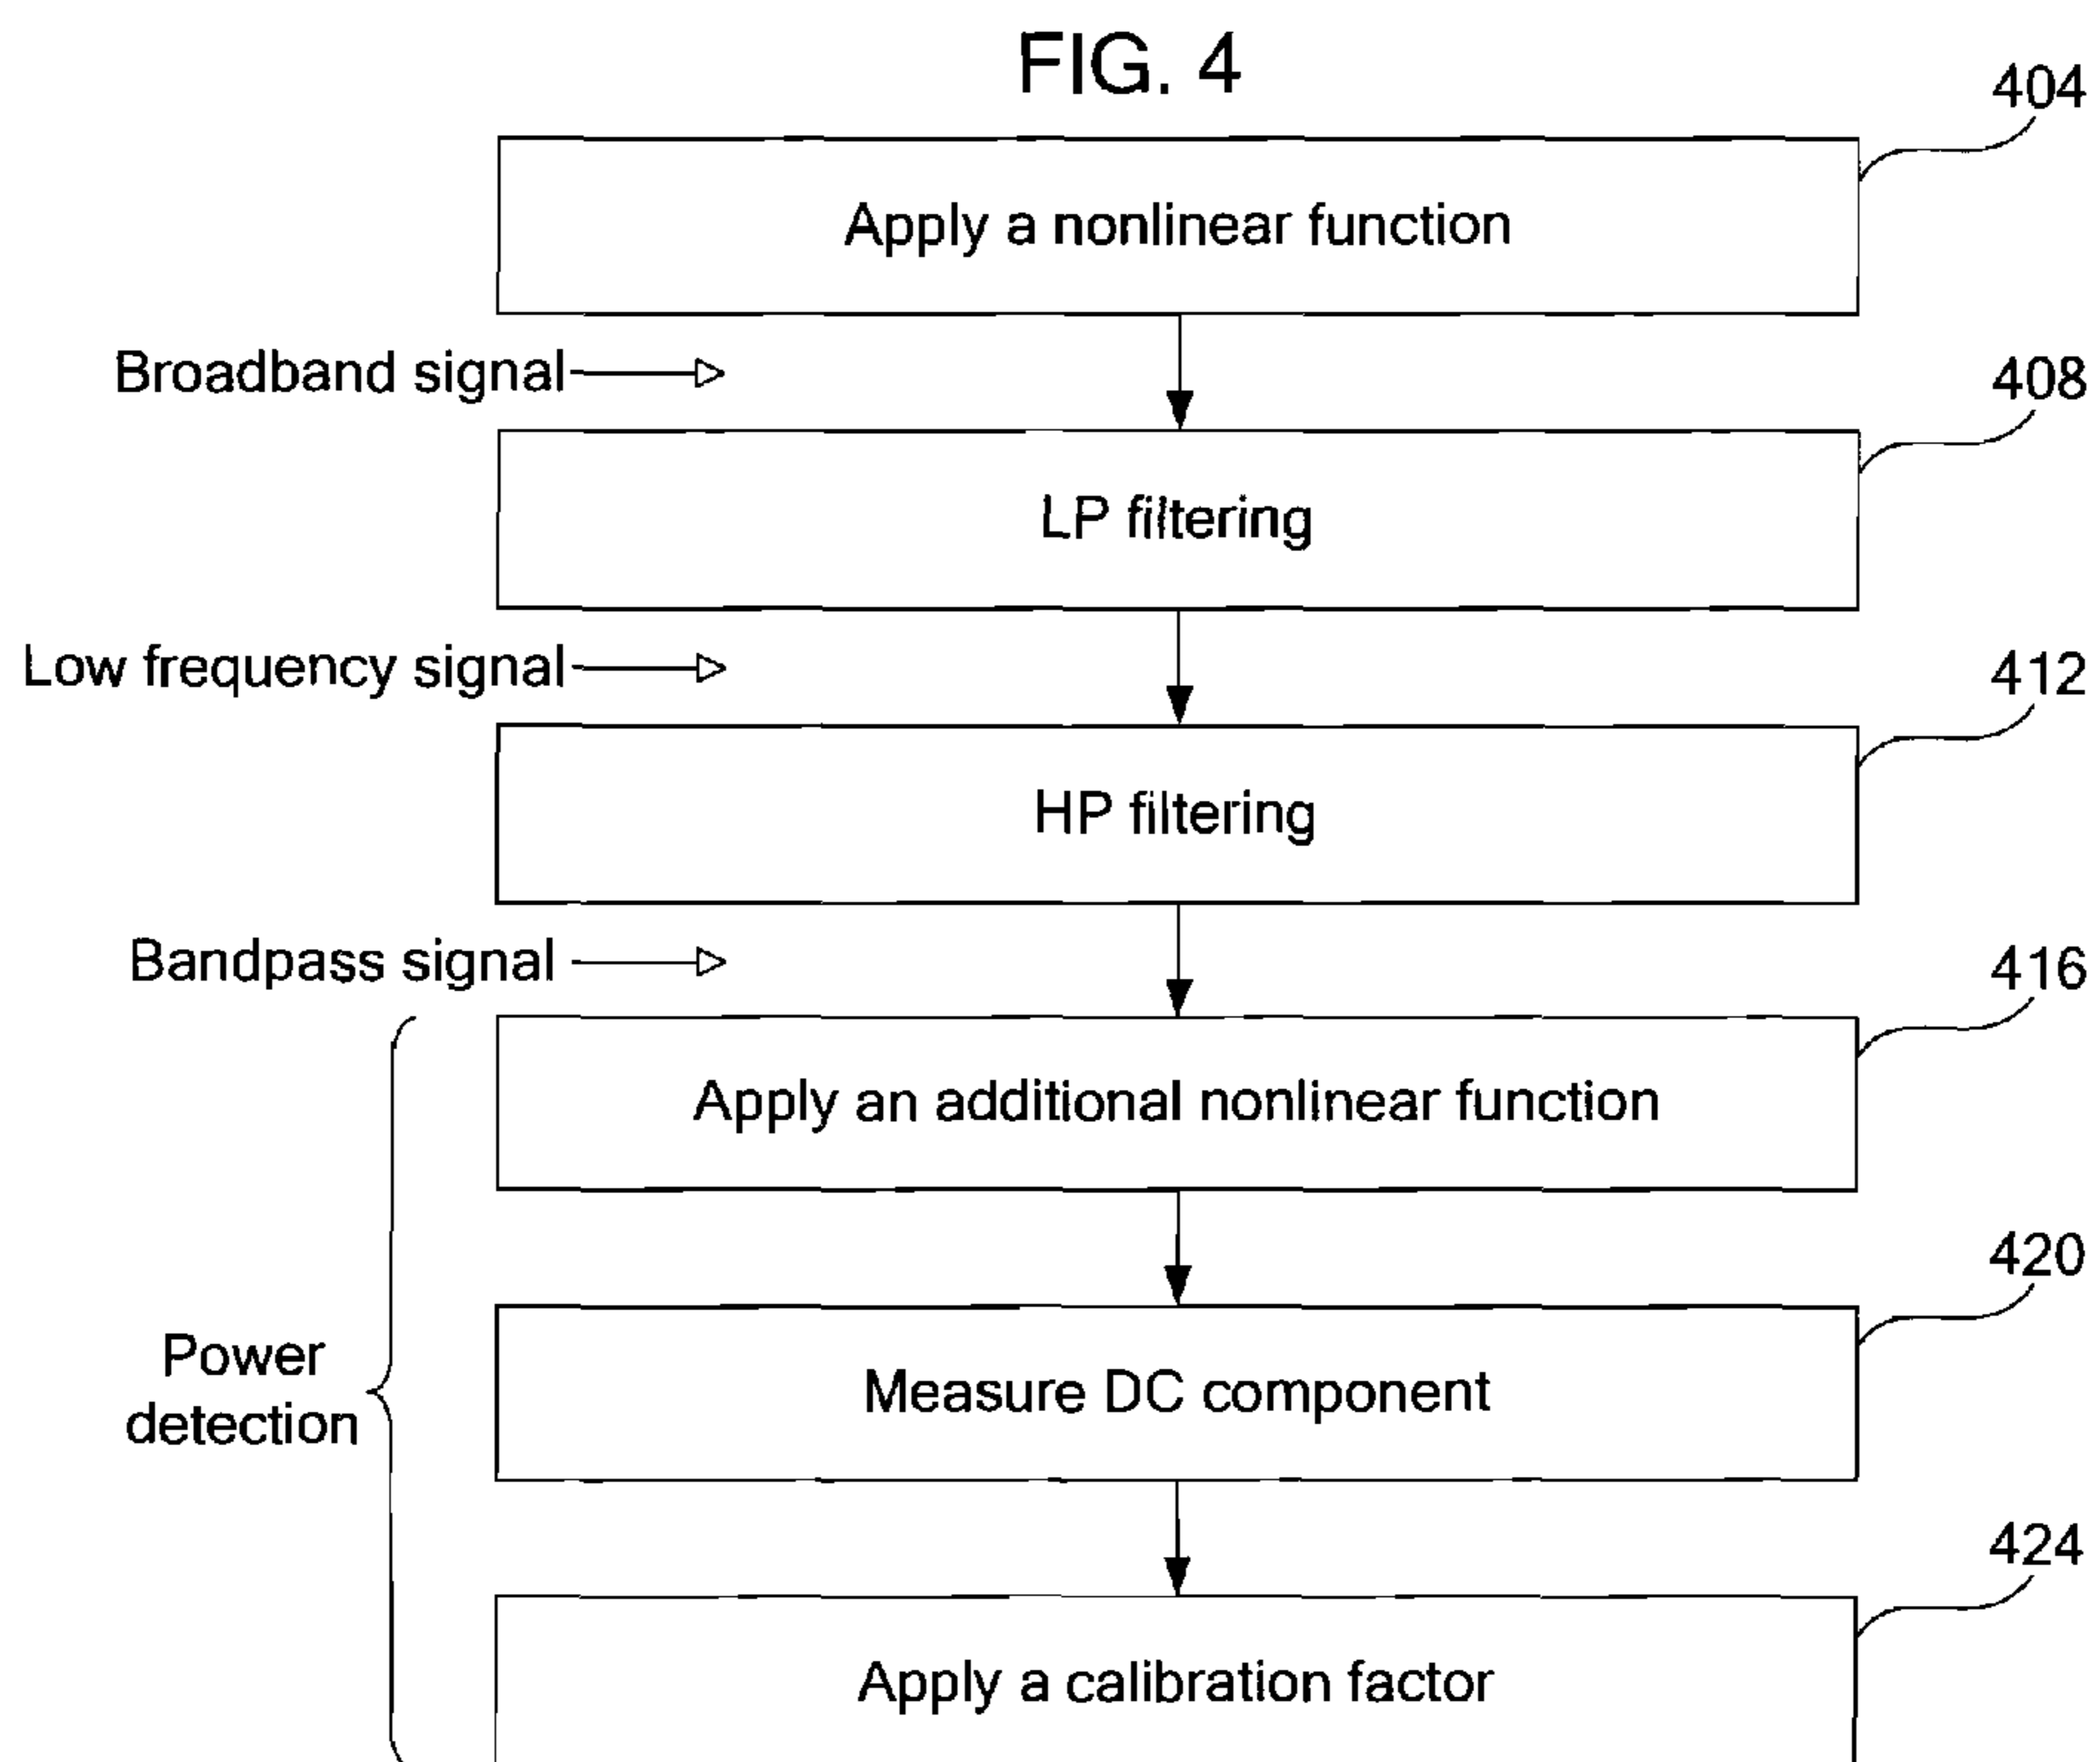 FIG. 4
404
Apply a nonlinear function
Broadband signal
408
LP filtering
Low frequency signal
412
HP filtering
Bandpass signal
416
Apply an additional nonlinear function
420
Power
detection
Measure DC component
424
Apply a calibration factor